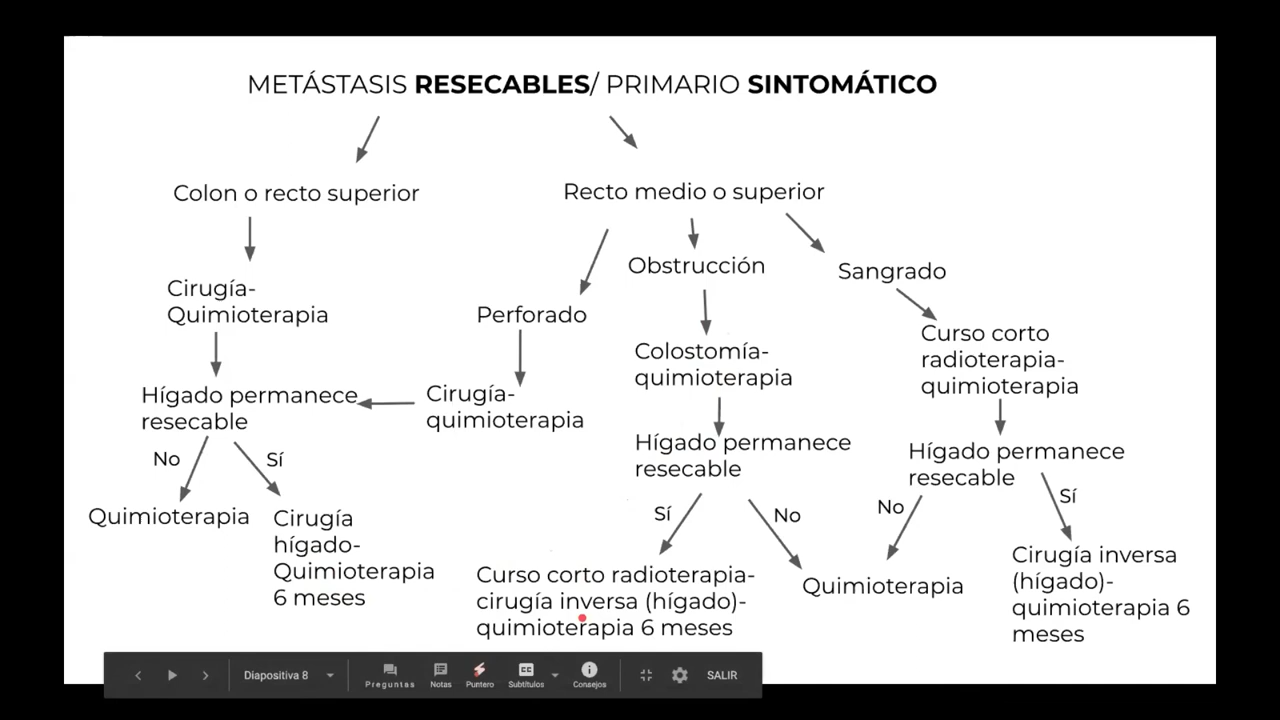 METÁSTASIS RESECABLES/ PRIMARIO SINTOMÁTICO
Colon o recto superior
Recto medio o superior
Cirugía-
Quimioterapia
Perforado
Obstrucción
Sangrado
Hígado permanece
resecable
Cirugía-
quimioterapia
Colostomía-
quimioterapia
Curso corto
radioterapia-
quimioterapia
No
Sí
Quimioterapia
Cirugía
hígado-
Quimioterapia
6 meses
Hígado permanece
resecable
Sí
No
Curso corto radioterapia-
cirugía inversa (hígado)-
quimioterapia 6 meses
Hígado permanece
resecable
No
Sí
Quimioterapia
Cirugía inversa
(hígado)-
quimioterapia 6
meses
Diapositiva 8
Preguntas
Notas
Puntero
Subtítulos
Consejos
SALIR